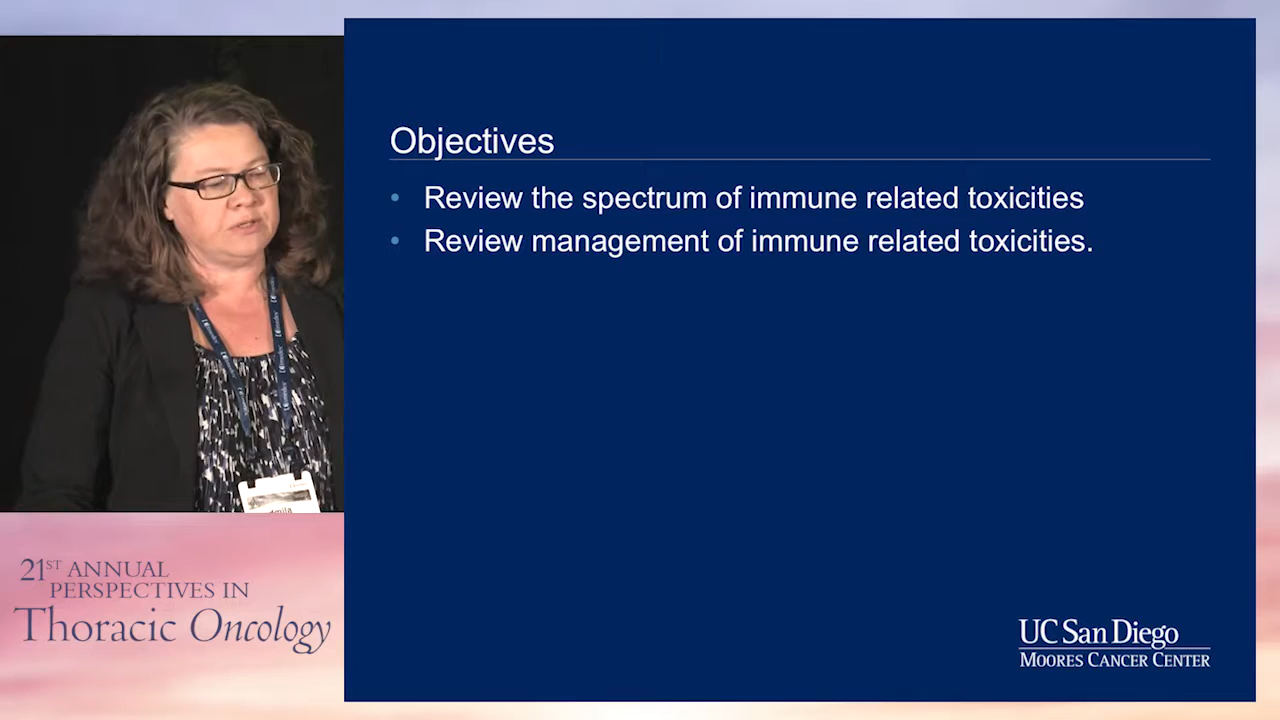 Objectives
• Review the spectrum of immune related toxicities
• Review management of immune related toxicities.
21ST ANNUAL
PERSPECTIVES IN
Thoracic Oncology
UC San Diego
MOORES CANCER CENTER